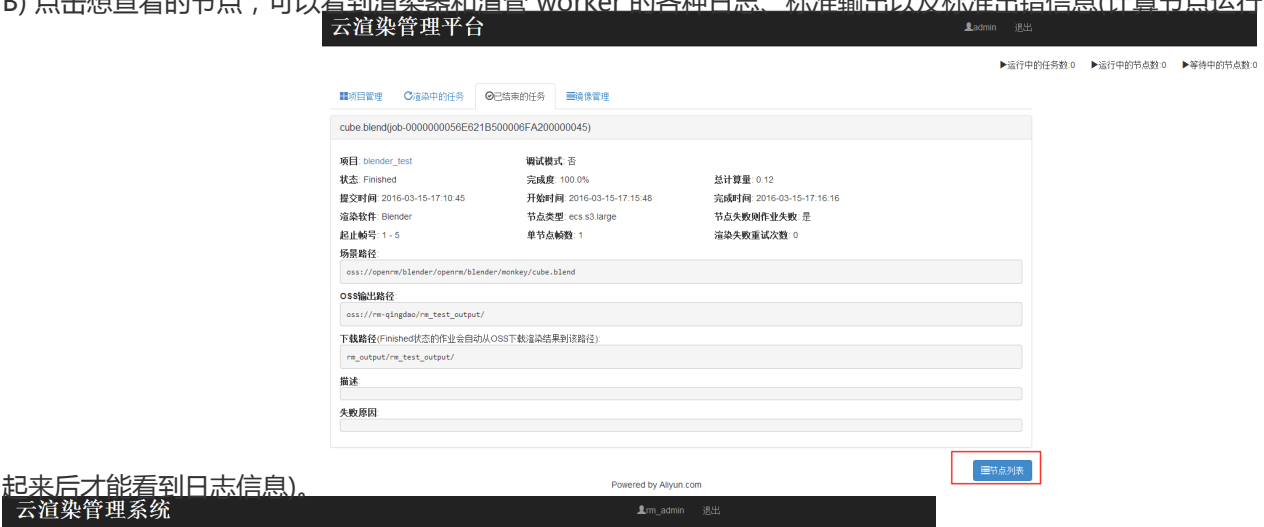 B) 点击想查看的节点，可以看到渲染器和渲管 worker 的各种日志、标准输出以及标准出错信息(计算节点运行
云渲染管理平台 admin 退出
▶运行中的任务数:0 ▶运行中的节点数:0 ▶等待中的节点数:0
项目管理 渲染中的任务 已结束的任务 镜像管理
cube.blend(job-0000000056E621B500006FA200000045)
项目: blender_test 调试模式: 否
状态: Finished 完成度: 100.0% 总计算量: 0.12
提交时间: 2016-03-15-17:10:45 开始时间: 2016-03-15-17:15:48 完成时间: 2016-03-15-17:16:16
渲染软件: Blender 节点类型: ecs.s3.large 节点失败则作业失败: 是
起止帧号: 1 - 5 单节点帧数: 1 渲染失败重试次数: 0
场景路径:
oss://openrm/blender/openrm/blender/monkey/cube.blend
OSS输出路径:
oss://rm-qingdao/rm_test_output/
下载路径(Finished状态的作业会自动从OSS下载渲染结果到该路径):
rm_output/rm_test_output/
描述:
失败原因:
节点列表
起来后才能看到日志信息)。
Powered by Aliyun.com
云渲染管理系统 rm_admin 退出